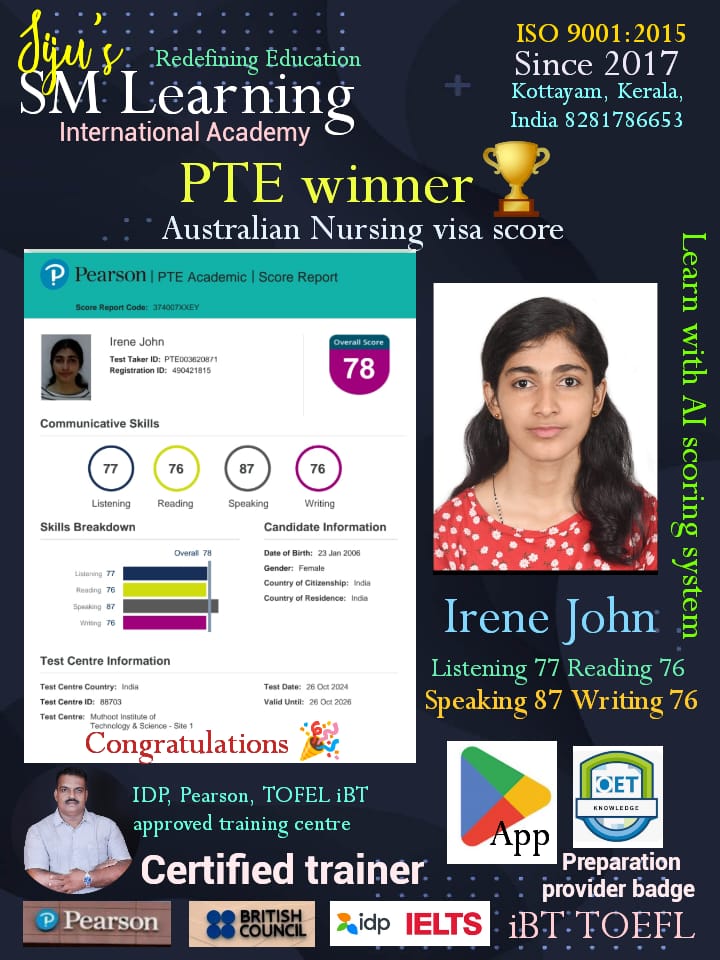 Jiju's
SM Learning
Redefining Education
International Academy
ISO 9001:2015
Since 2017
Kottayam, Kerala,
India 8281786653
PTE winner
Australian Nursing visa score
Pearson | PTE Academic | Score Report
Score Report Code: 374007XXEY
Irene John
Test Taker ID: PTE003620871
Registration ID: 490421815
Overall Score
78
Communicative Skills
77 76 87 76
Listening Reading Speaking Writing
Skills Breakdown
Overall 78
Listening 77
Reading 76
Speaking 87
Writing 76
Candidate Information
Date of Birth: 23 Jan 2006
Gender: Female
Country of Citizenship: India
Country of Residence: India
Test Centre Information
Test Centre Country: India
Test Centre ID: 88703
Test Centre: Muthoot Institute of
Technology & Science - Site 1
Test Date: 26 Oct 2024
Valid Until: 26 Oct 2026
Congratulations
Learn with AI scoring system
Irene John
Listening 77 Reading 76
Speaking 87 Writing 76
IDP, Pearson, TOFEL iBT
approved training centre
Certified trainer
App
OET
KNOWLEDGE
Preparation
provider badge
Pearson
BRITISH
COUNCIL
idp IELTS
iBT TOEFL